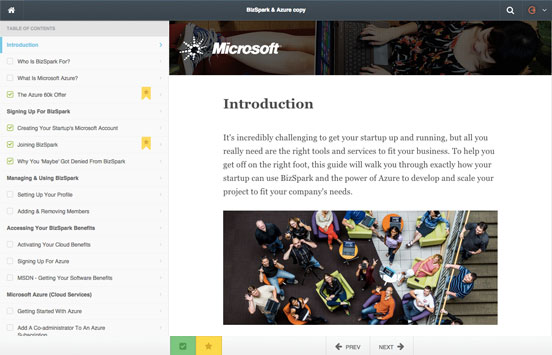 BizSpark & Azure copy
TABLE OF CONTENTS
Introduction
Who Is BizSpark For?
What Is Microsoft Azure?
The Azure 60k Offer
Signing Up For BizSpark
Creating Your Startup's Microsoft Account
Joining BizSpark
Why You 'Maybe' Got Denied From BizSpark
Managing & Using BizSpark
Setting Up Your Profile
Adding & Removing Members
Accessing Your BizSpark Benefits
Activating Your Cloud Benefits
Signing Up For Azure
MSDN - Getting Your Software Benefits
Microsoft Azure (Cloud Services)
Getting Started With Azure
Add A Co-administrator To An Azure
Subscription
Microsoft
Introduction
It's incredibly challenging to get your startup up and running, but all you
really need are the right tools and services to fit your business. To help you
get off on the right foot, this guide will walk you through exactly how your
startup can use BizSpark and the power of Azure to develop and scale your
project to fit your company's needs.
PREV
NEXT